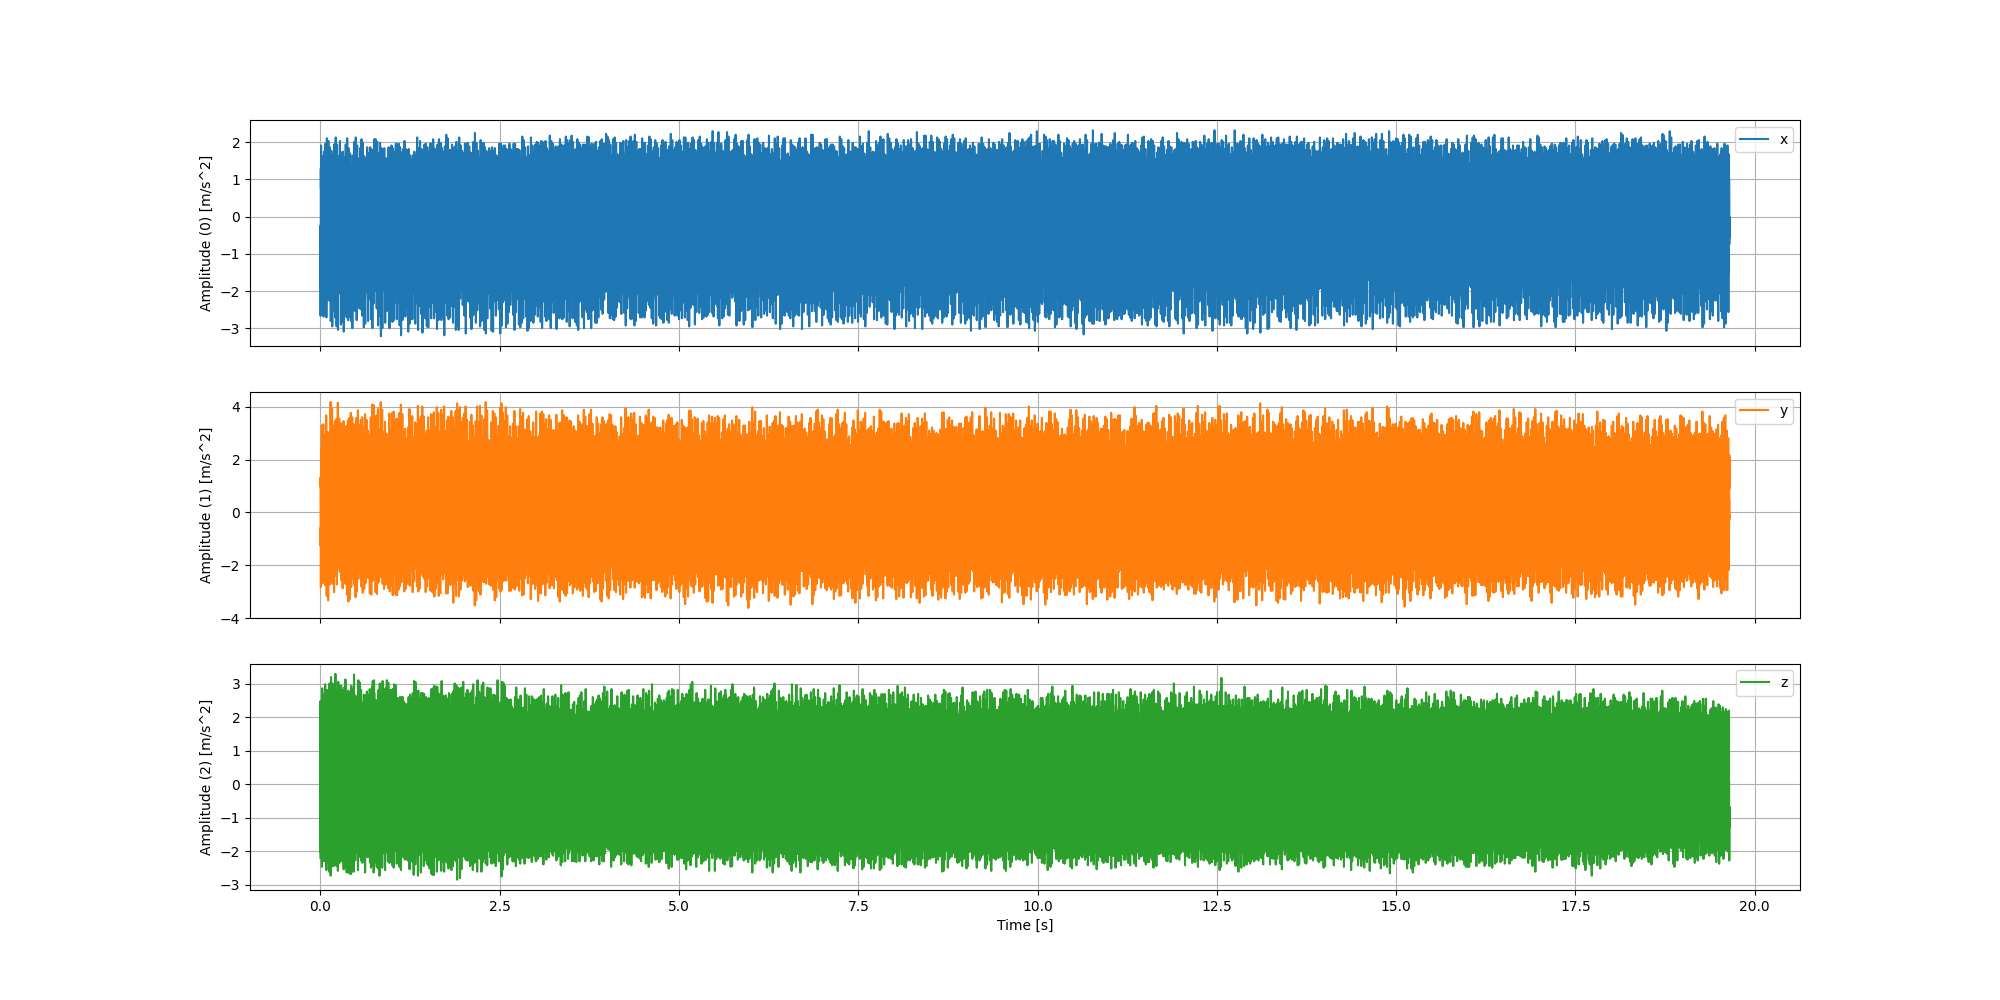 Amplitude (0) [m/s^2]
2
1
0
−1
−2
−3
x
Amplitude (1) [m/s^2]
4
2
0
−2
−4
y
Amplitude (2) [m/s^2]
3
2
1
0
−1
−2
−3
z
0.0 2.5 5.0 7.5 10.0 12.5 15.0 17.5 20.0
Time [s]